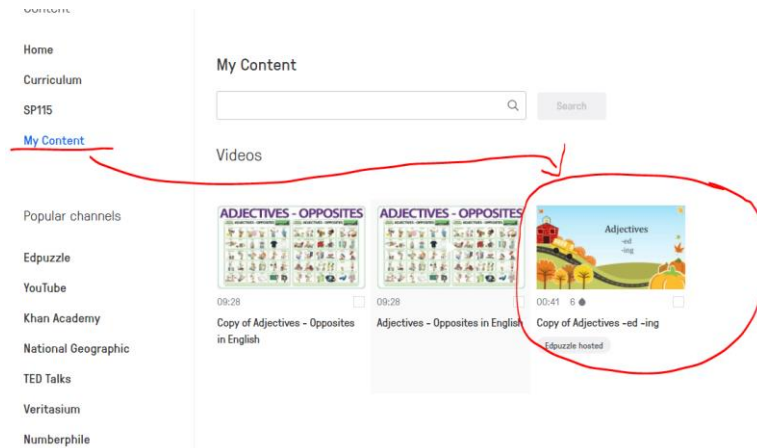 Content
Home
Curriculum
SP115
My Content
Popular channels
Edpuzzle
YouTube
Khan Academy
National Geographic
TED Talks
Veritasium
Numberphile
My Content
Search
Videos
ADJECTIVES - OPPOSITES
09:28
Copy of Adjectives - Opposites
in English
ADJECTIVES - OPPOSITES
09:28
Adjectives - Opposites in English
Adjectives
-ed
-ing
00:41 6
Copy of Adjectives -ed -ing
Edpuzzle hosted